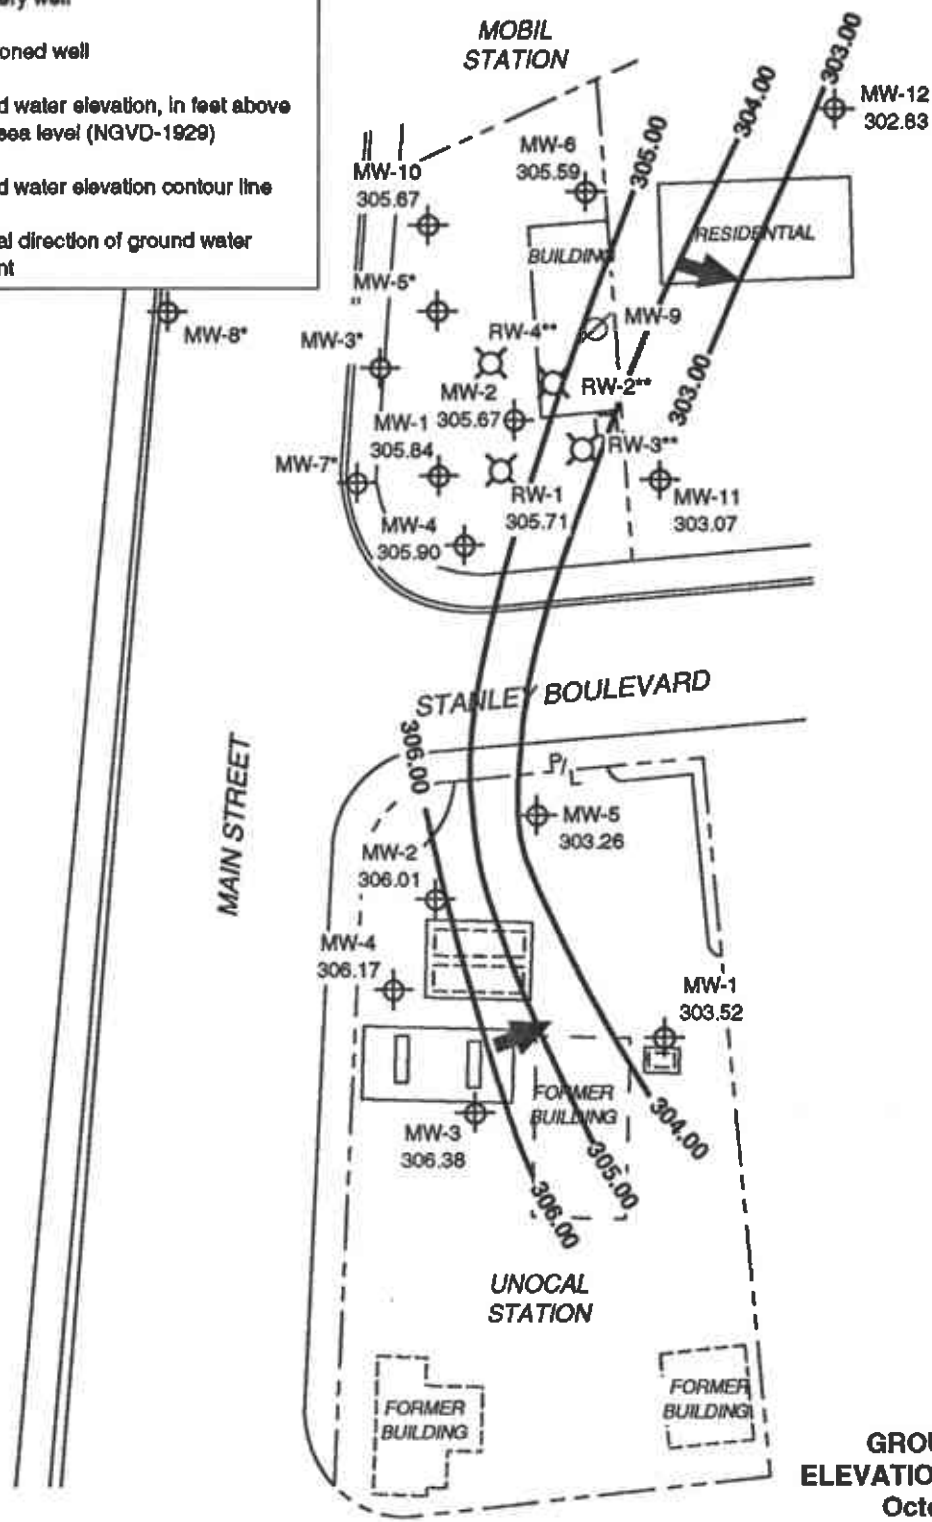 well
oned well
d water elevation, in feet above
sea level (NGVD-1929)
d water elevation contour line
al direction of ground water
nt
MOBIL
STATION
303.00
304.00
305.00
MW-12
302.63
MW-6
305.59
MW-10
305.67
RESIDENTIAL
BUILDING
MW-5*
MW-8*
MW-3*
RW-4**
MW-9
MW-2
305.67
RW-2**
303.00
MW-1
305.84
RW-3**
MW-7*
RW-1
305.71
MW-11
303.07
MW-4
305.90
STANLEY BOULEVARD
MAIN STREET
306.00
P/L
MW-5
303.26
MW-2
306.01
MW-4
306.17
MW-1
303.52
FORMER
BUILDING
MW-3
306.38
304.00
305.00
306.00
UNOCAL
STATION
FORMER
BUILDING
FORMER
BUILDING
GROU
ELEVATIO
Octo